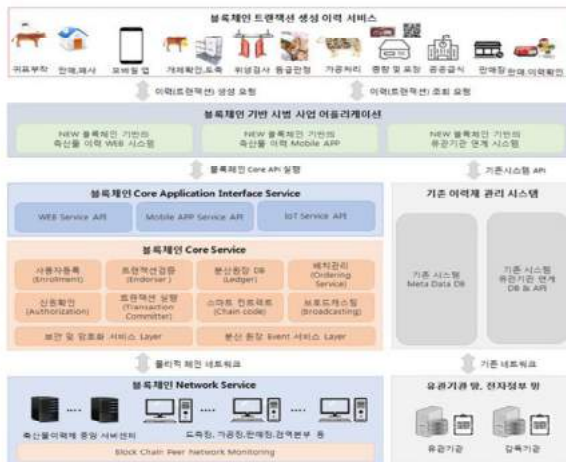 블록체인 트랜잭션 생성 이력 서비스
귀표부착 판매,폐사 모바일 앱 개체확인,도축 위생검사 등급판정 가공처리 중량 및 포장 공공급식 판매장 판매,이력확인
이력(트랜잭션) 생성 요청 이력(트랜잭션) 조회 요청
블록체인 기반 시범 사업 어플리케이션
NEW 블록체인 기반의 NEW 블록체인 기반의 NEW 블록체인 기반의
축산물 이력 WEB 시스템 축산물 이력 Mobile APP 유관기관 연계 시스템
블록체인 Core API 실행 기존시스템 API
블록체인 Core Application Interface Service 기존 이력제 관리 시스템
WEB Service API Mobile APP Service API IoT Service API
블록체인 Core Service
사용자등록 트랜잭션검증 분산원장 DB 배치관리
(Enrollment) (Endorser ) (Ledger) (Ordering
Service)
기존 시스템 기존 시스템
Meta Data DB 유관기관 연계
DB & API
신원확인 트랜잭션 실행 스마트 컨트랙트 브로드캐스팅
(Authorization) (Transaction (Chain code) (Broadcasting)
Committer)
보안 및 암호화 서비스 Layer 분산 원장 Event 서비스 Layer
물리적 체인 네트워크 기존 네트워크
블록체인 Network Service 유관기관 망, 전자정부 망
축산물이력제 중앙 서버센터 도축장, 가공장,판매장,검역본부 등 유관기관 감독기관
Block Chain Peer Network Monitoring